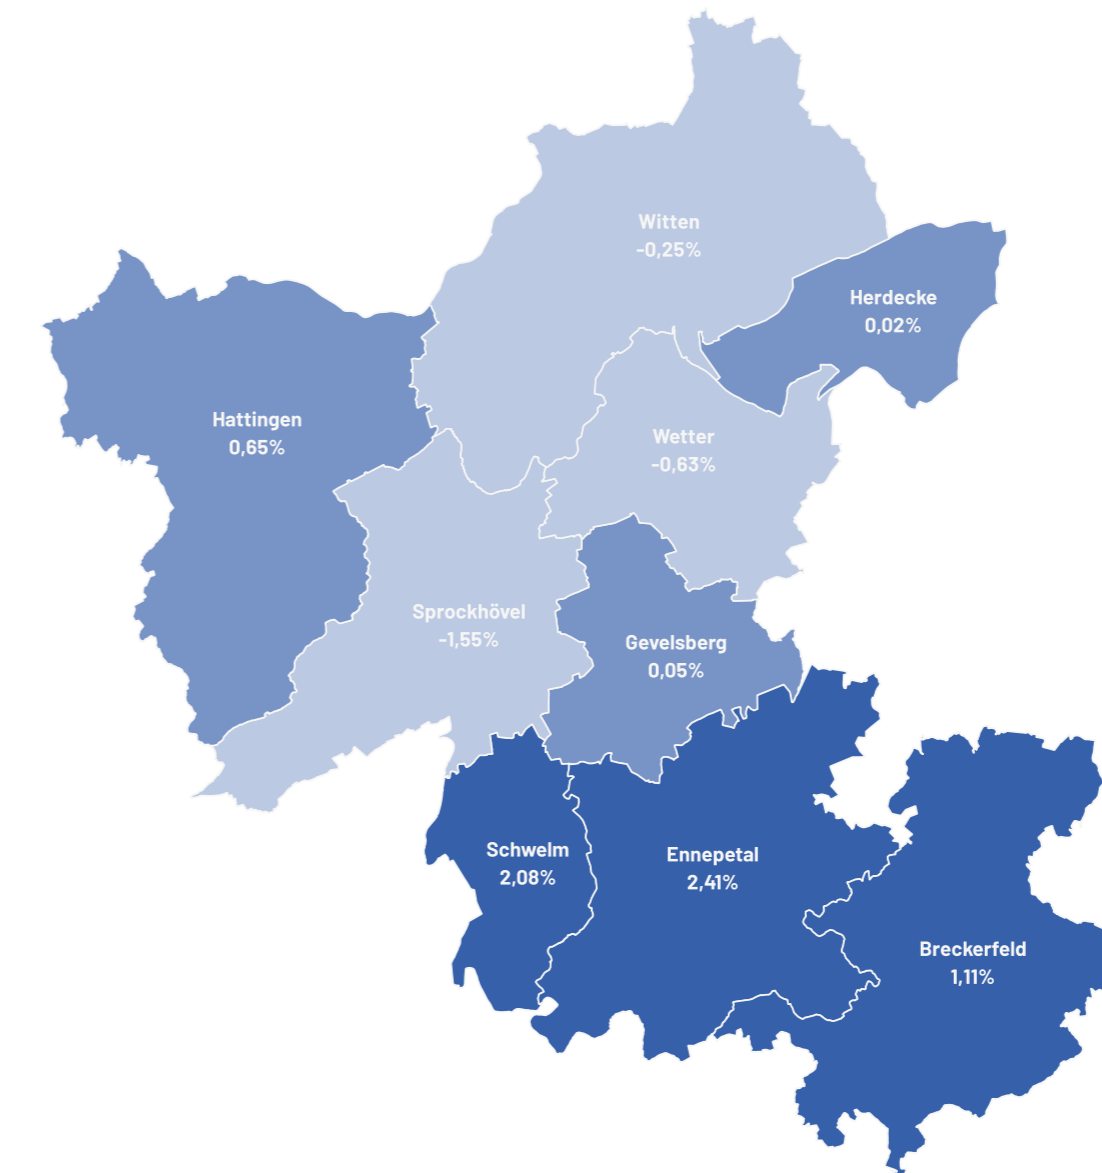 Witten
-0,25%
Herdecke
0,02%
Hattingen
0,65%
Wetter
-0,63%
Sprockhövel
-1,55%
Gevelsberg
0,05%
Schwelm
2,08%
Ennepetal
2,41%
Breckerfeld
1,11%